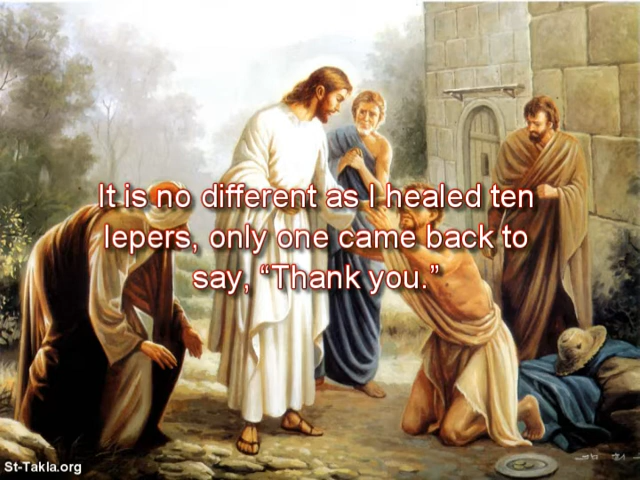 It is no different as I healed ten
lepers, only one came back to
say, “Thank you.”
St-Takla.org